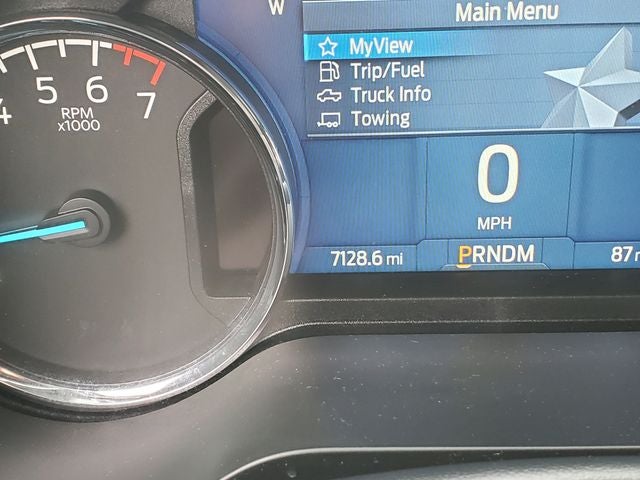 W
Main Menu
MyView
Trip/Fuel
Truck Info
Towing
4 5 6 7
RPM
x1000
0
MPH
7128.6 mi
PRNDM
87